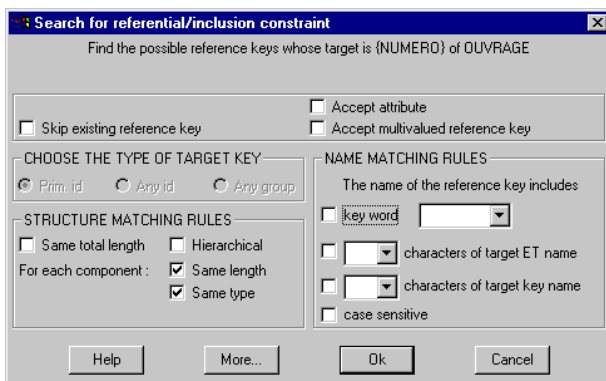 Search for referential/inclusion constraint
Find the possible reference keys whose target is {NUMERO} of OUVRAGE
Accept attribute
Skip existing reference key
Accept multivalued reference key
CHOOSE THE TYPE OF TARGET KEY
Prim. id Any id Any group
STRUCTURE MATCHING RULES
Same total length Hierarchical
For each component : Same length
Same type
NAME MATCHING RULES
The name of the reference key includes
key word
characters of target ET name
characters of target key name
case sensitive
Help More... Ok Cancel